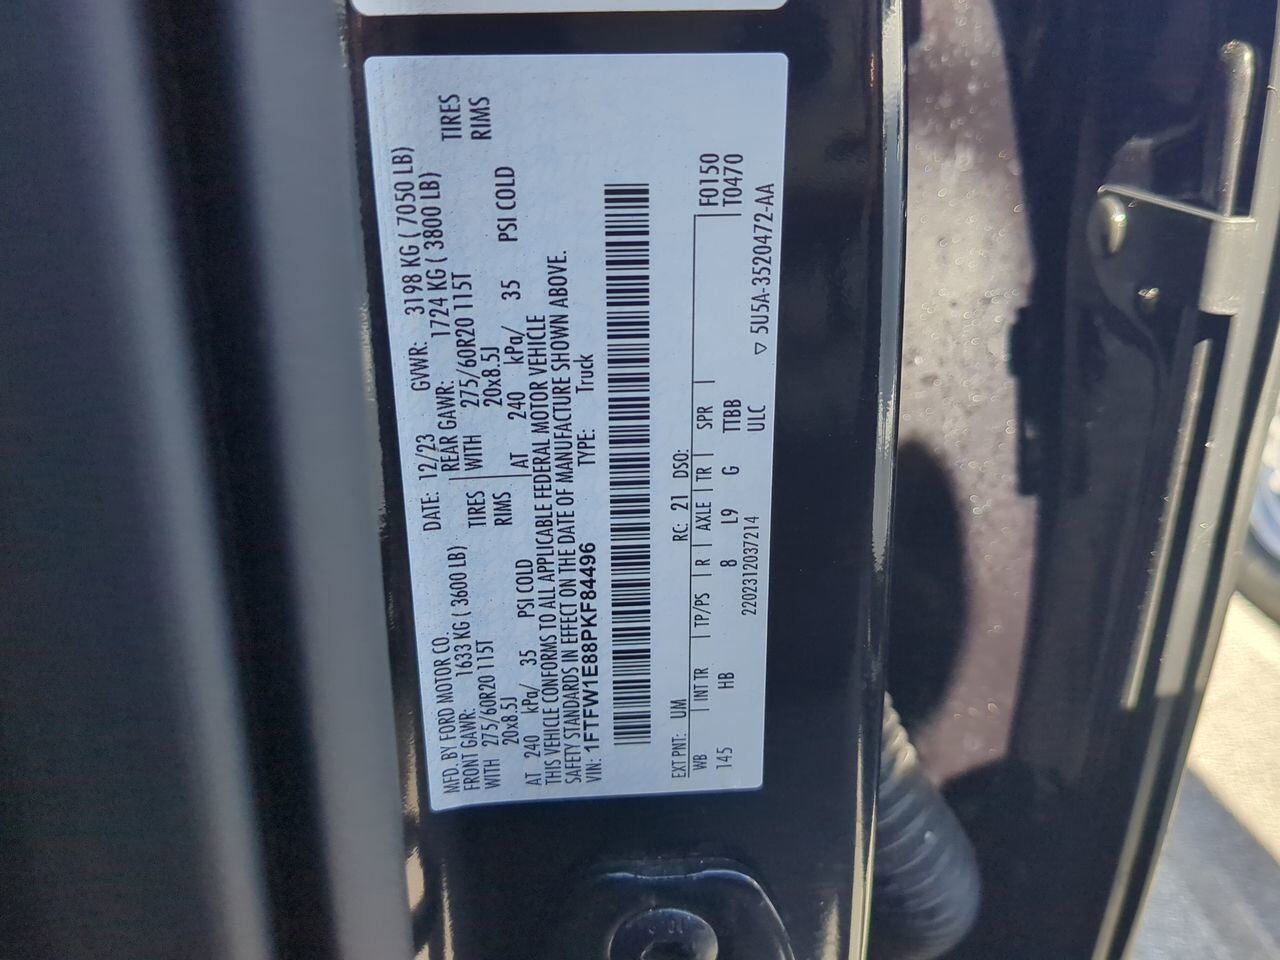 MFD. BY FORD MOTOR CO. DATE: 12/23 GVWR: 3198 KG ( 7050 LB)
FRONT GAWR: 1633 KG ( 3600 LB) REAR GAWR: 1724 KG ( 3800 LB)
WITH 275/60R20 115T TIRES WITH 275/60R20 115T TIRES
20x8.5J RIMS 20x8.5J RIMS
AT 240 kPa/ 35 PSI COLD AT 240 kPa/ 35 PSI COLD
THIS VEHICLE CONFORMS TO ALL APPLICABLE FEDERAL MOTOR VEHICLE
SAFETY STANDARDS IN EFFECT ON THE DATE OF MANUFACTURE SHOWN ABOVE.
VIN: 1FTFW1E88PKF84496 TYPE: Truck
EXT PNT: UM RC: 21 DSO:
WB INT TR TP/PS R AXLE TR SPR F0150
145 HB 8 L9 G TTBB T0470
2202312037214 ULC
▽ 5U5A-3520472-AA